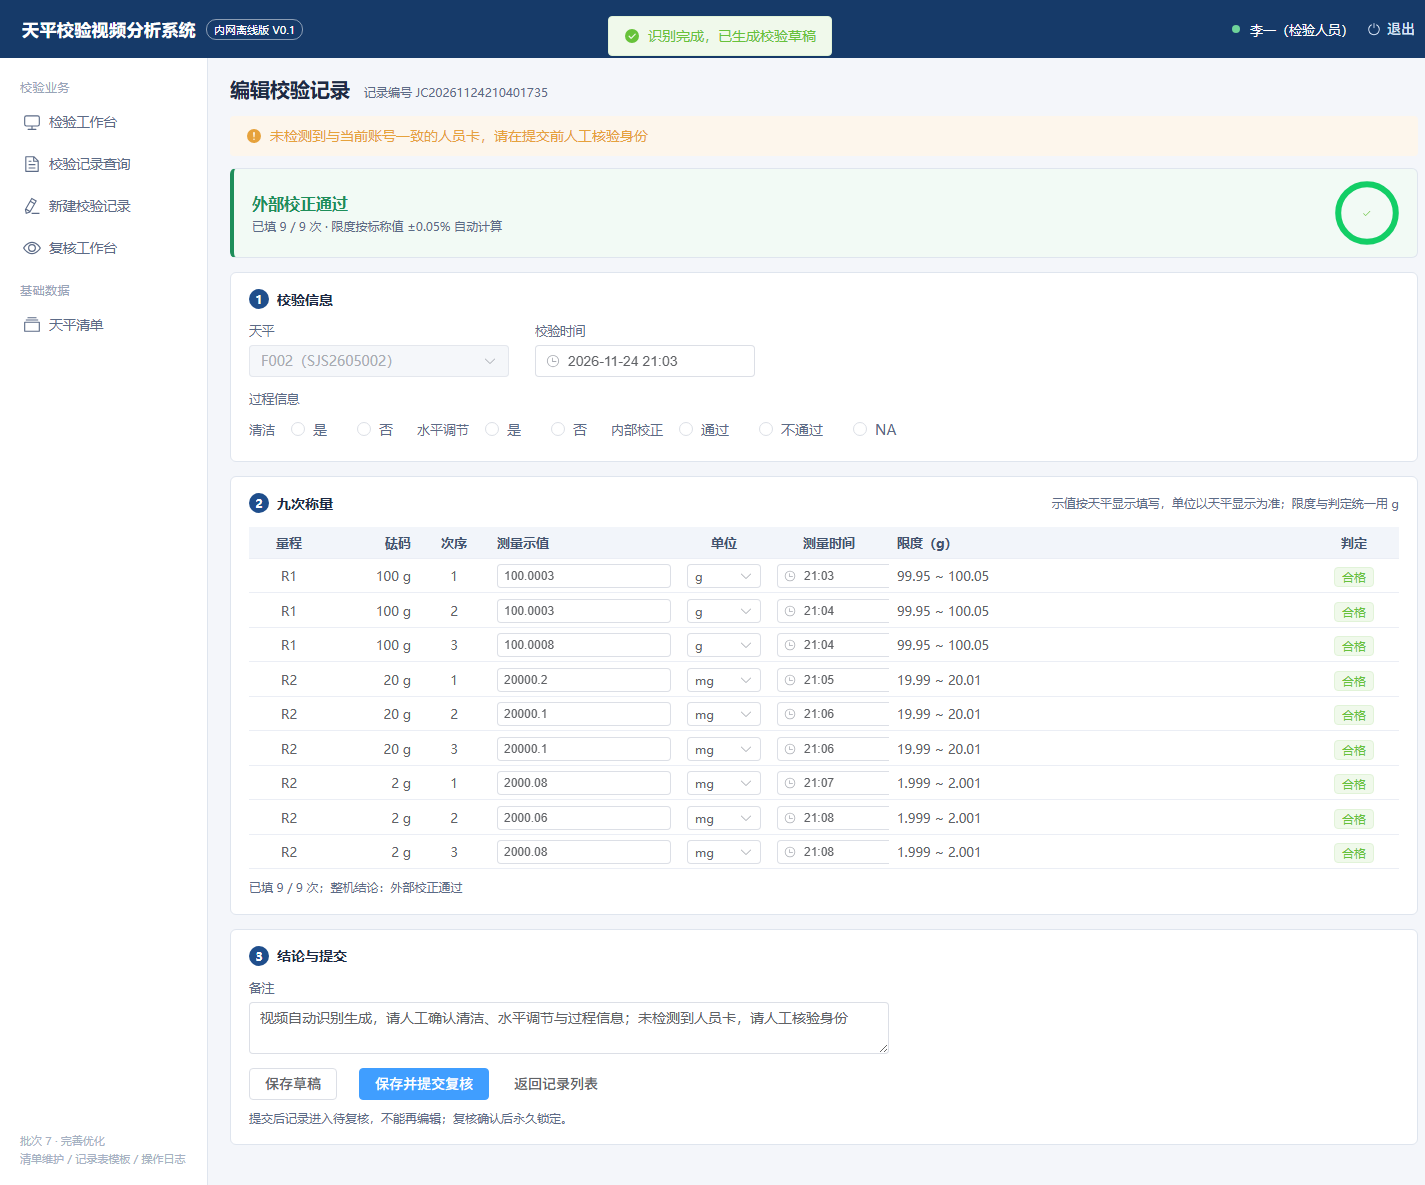 天平校验视频分析系统 内网离线版 V0.1
识别完成，已生成校验草稿
李一（检验人员） 退出
校验业务
检验工作台
校验记录查询
新建校验记录
复核工作台
基础数据
天平清单
批次 7 · 完善优化
清单维护 / 记录表模板 / 操作日志
编辑校验记录 记录编号 JC20261124210401735
未检测到与当前账号一致的人员卡，请在提交前人工核验身份
外部校正通过
已填 9 / 9 次 · 限度按标称值 ±0.05% 自动计算
1 校验信息
天平 校验时间
F002（SJS2605002） 2026-11-24 21:03
过程信息
清洁 是 否 水平调节 是 否 内部校正 通过 不通过 NA
2 九次称量 示值按天平显示填写，单位以天平显示为准；限度与判定统一用 g
量程 砝码 次序 测量示值 单位 测量时间 限度（g） 判定
R1 100 g 1 100.0003 g 21:03 99.95 ~ 100.05 合格
R1 100 g 2 100.0003 g 21:04 99.95 ~ 100.05 合格
R1 100 g 3 100.0008 g 21:04 99.95 ~ 100.05 合格
R2 20 g 1 20000.2 mg 21:05 19.99 ~ 20.01 合格
R2 20 g 2 20000.1 mg 21:06 19.99 ~ 20.01 合格
R2 20 g 3 20000.1 mg 21:06 19.99 ~ 20.01 合格
R2 2 g 1 2000.08 mg 21:07 1.999 ~ 2.001 合格
R2 2 g 2 2000.06 mg 21:08 1.999 ~ 2.001 合格
R2 2 g 3 2000.08 mg 21:08 1.999 ~ 2.001 合格
已填 9 / 9 次；整机结论：外部校正通过
3 结论与提交
备注
视频自动识别生成，请人工确认清洁、水平调节与过程信息；未检测到人员卡，请人工核验身份
保存草稿 保存并提交复核 返回记录列表
提交后记录进入待复核，不能再编辑；复核确认后永久锁定。